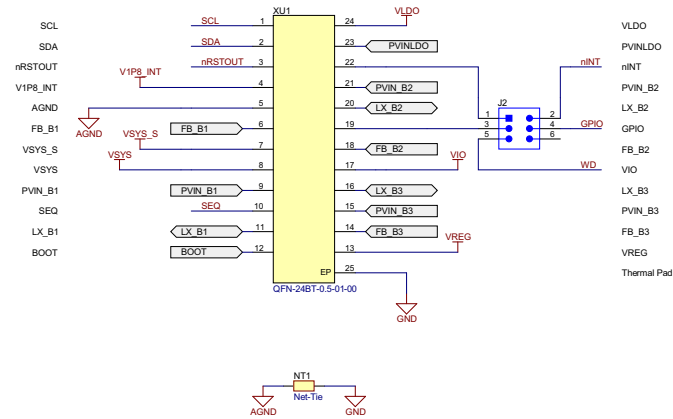 XU1
SCL SCL 1 24 VLDO VLDO
SDA SDA 2 23 PVINLDO PVINLDO
nRSTOUT nRSTOUT 3 22 nINT nINT
V1P8_INT V1P8_INT 4 21 PVIN_B2 PVIN_B2
AGND AGND 5 20 LX_B2 LX_B2
J2
1 2
3 4
5 6
FB_B1 FB_B1 6 19 GPIO GPIO
VSYS_S VSYS_S 7 18 FB_B2 FB_B2
VSYS VSYS 8 17 VIO WD VIO
PVIN_B1 PVIN_B1 9 16 LX_B3 LX_B3
SEQ SEQ 10 15 PVIN_B3 PVIN_B3
LX_B1 LX_B1 11 14 FB_B3 FB_B3
BOOT BOOT 12 13 VREG VREG
EP 25 Thermal Pad
QFN-24BT-0.5-01-00
GND
NT1
Net-Tie
AGND GND